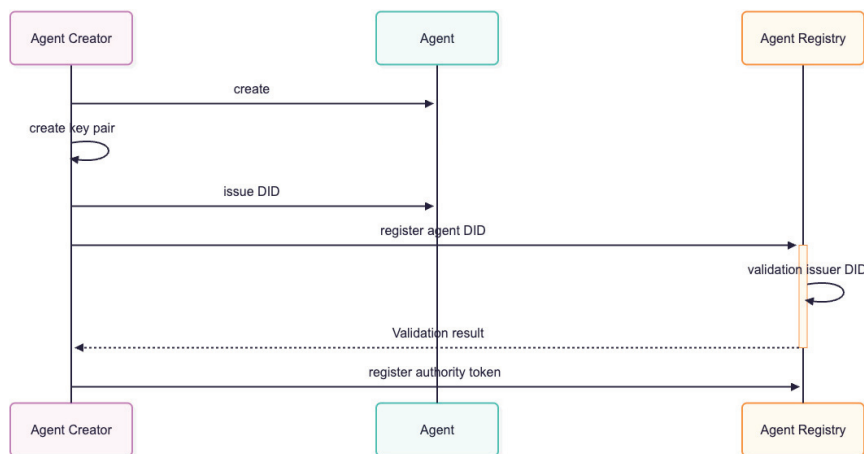 Agent Creator
Agent
Agent Registry
create
create key pair
issue DID
register agent DID
validation issuer DID
Validation result
register authority token
Agent Creator
Agent
Agent Registry